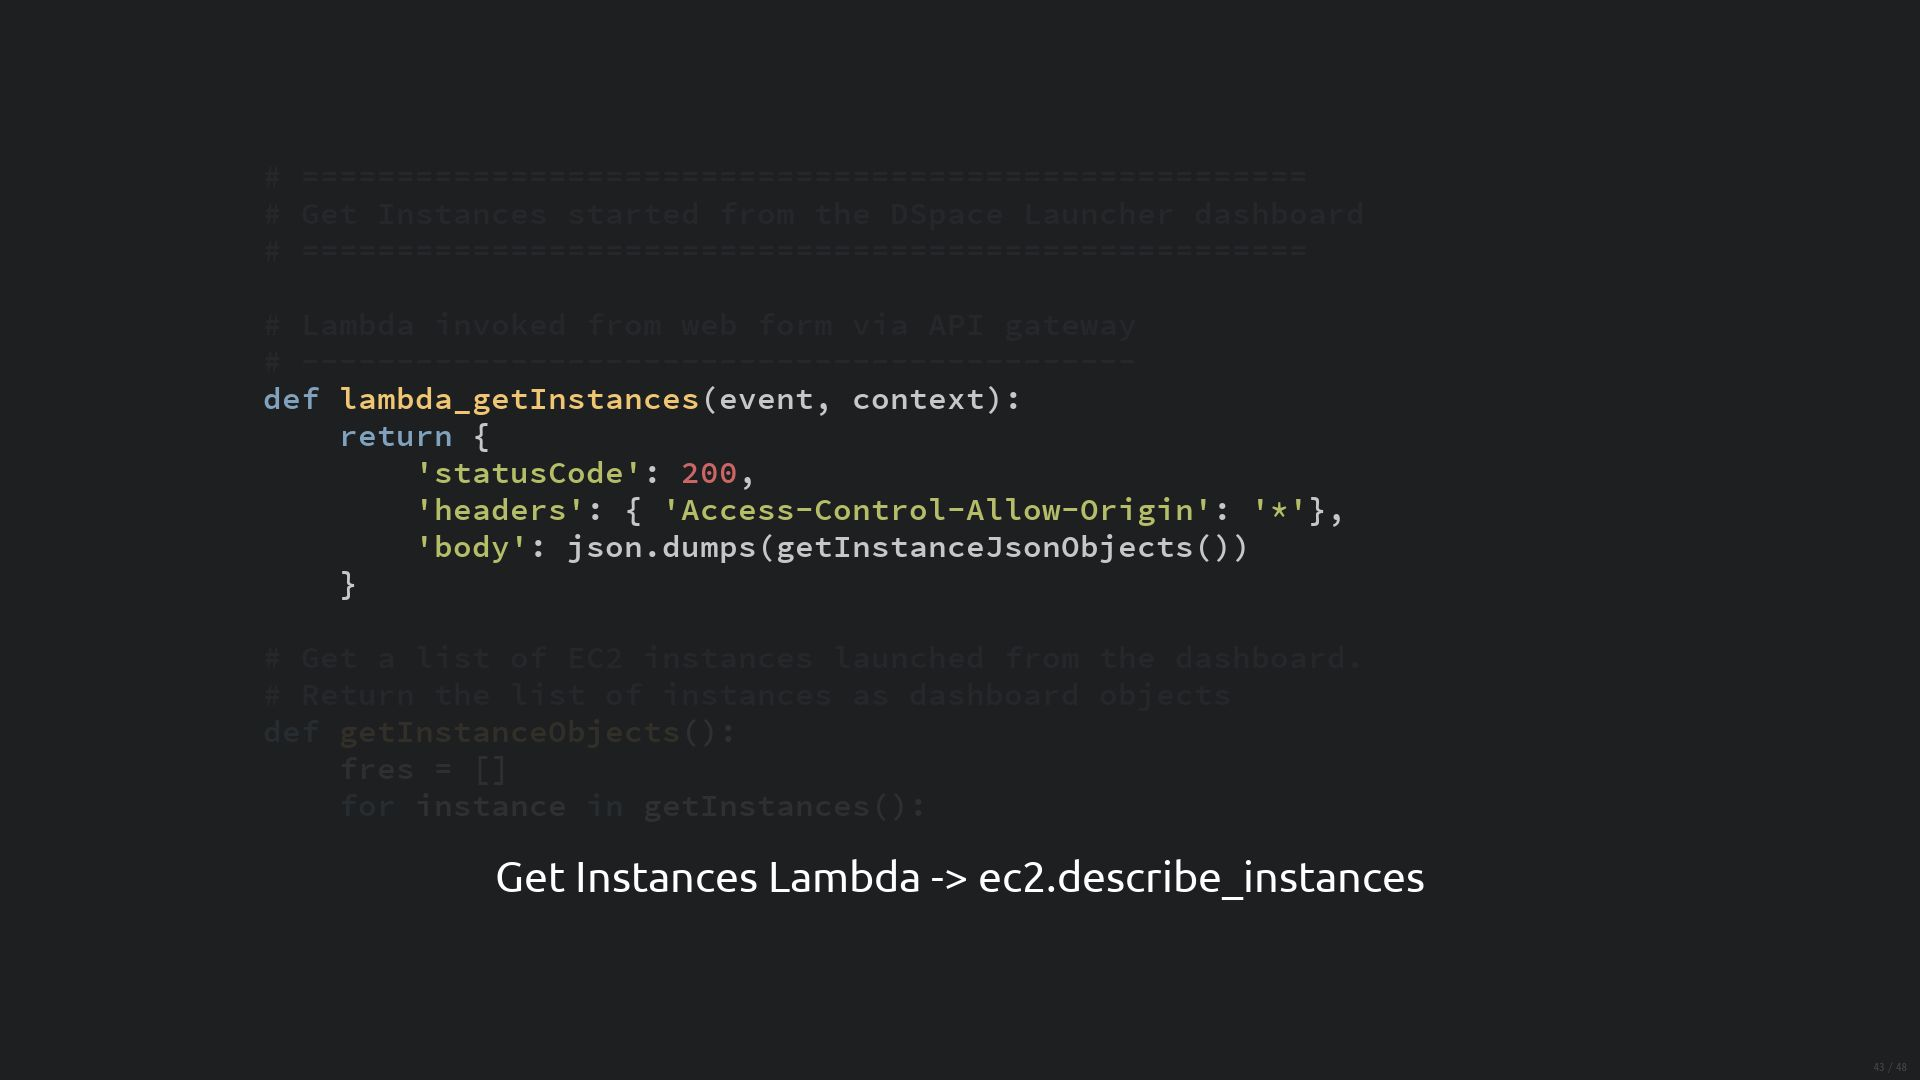 # =====================================================
# Get Instances started from the DSpace Launcher dashboard
# =====================================================
# Lambda invoked from web form via API gateway
# --------------------------------------------
def lambda_getInstances(event, context):
    return {
        'statusCode': 200,
        'headers': { 'Access-Control-Allow-Origin': '*'},
        'body': json.dumps(getInstanceJsonObjects())
    }
# Get a list of EC2 instances launched from the dashboard.
# Return the list of instances as dashboard objects
def getInstanceObjects():
    fres = []
    for instance in getInstances():
Get Instances Lambda -> ec2.describe_instances
43 / 48